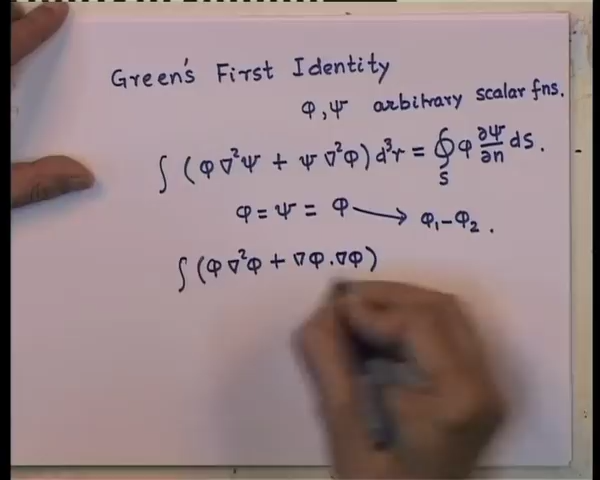 Green's First Identity
φ, ψ arbitrary scalar fns.
∫ (φ ∇²ψ + ψ ∇²φ) d³r = ∮_S φ ∂ψ/∂n dS.
φ = ψ = Φ → Φ₁-Φ₂.
∫ (Φ ∇²Φ + ∇Φ.∇Φ)